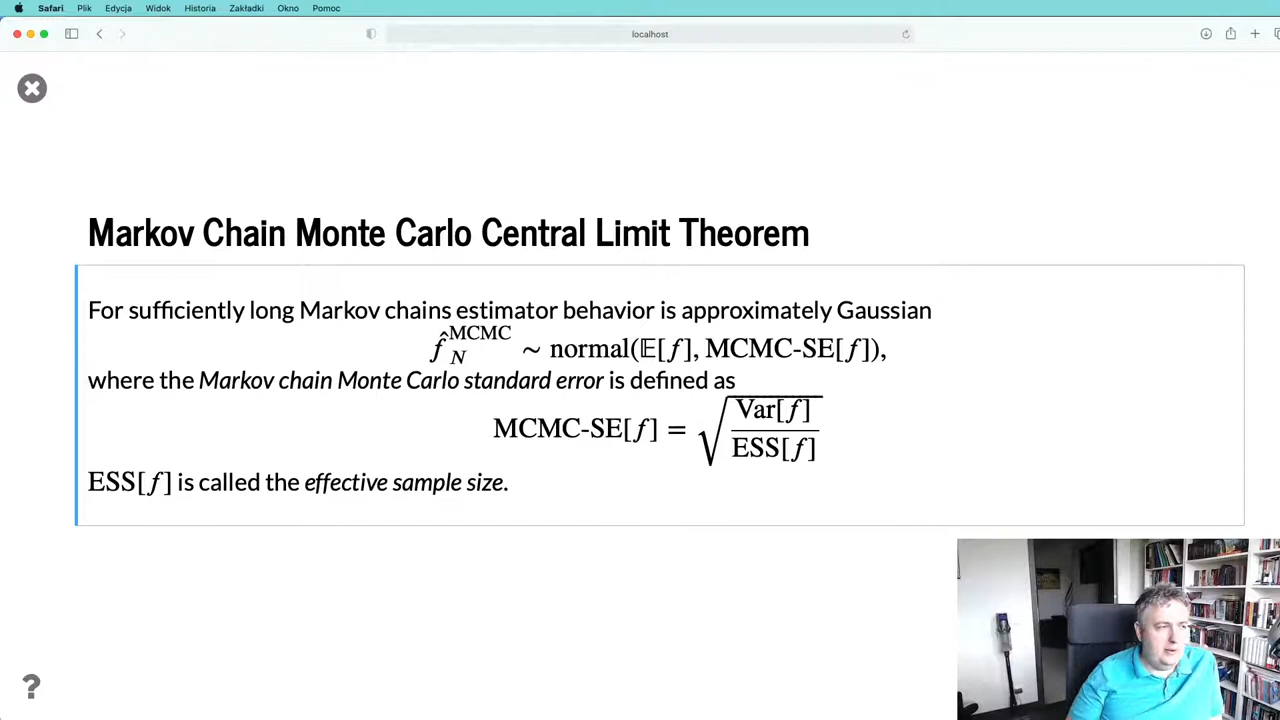 Safari Plik Edycja Widok Historia Zakładki Okno Pomoc
localhost
Markov Chain Monte Carlo Central Limit Theorem
For sufficiently long Markov chains estimator behavior is approximately Gaussian
f̂_N^MCMC ∼ normal(𝔼[f], MCMC-SE[f]),
where the Markov chain Monte Carlo standard error is defined as
MCMC-SE[f] = √(Var[f] / ESS[f])
ESS[f] is called the effective sample size.
?